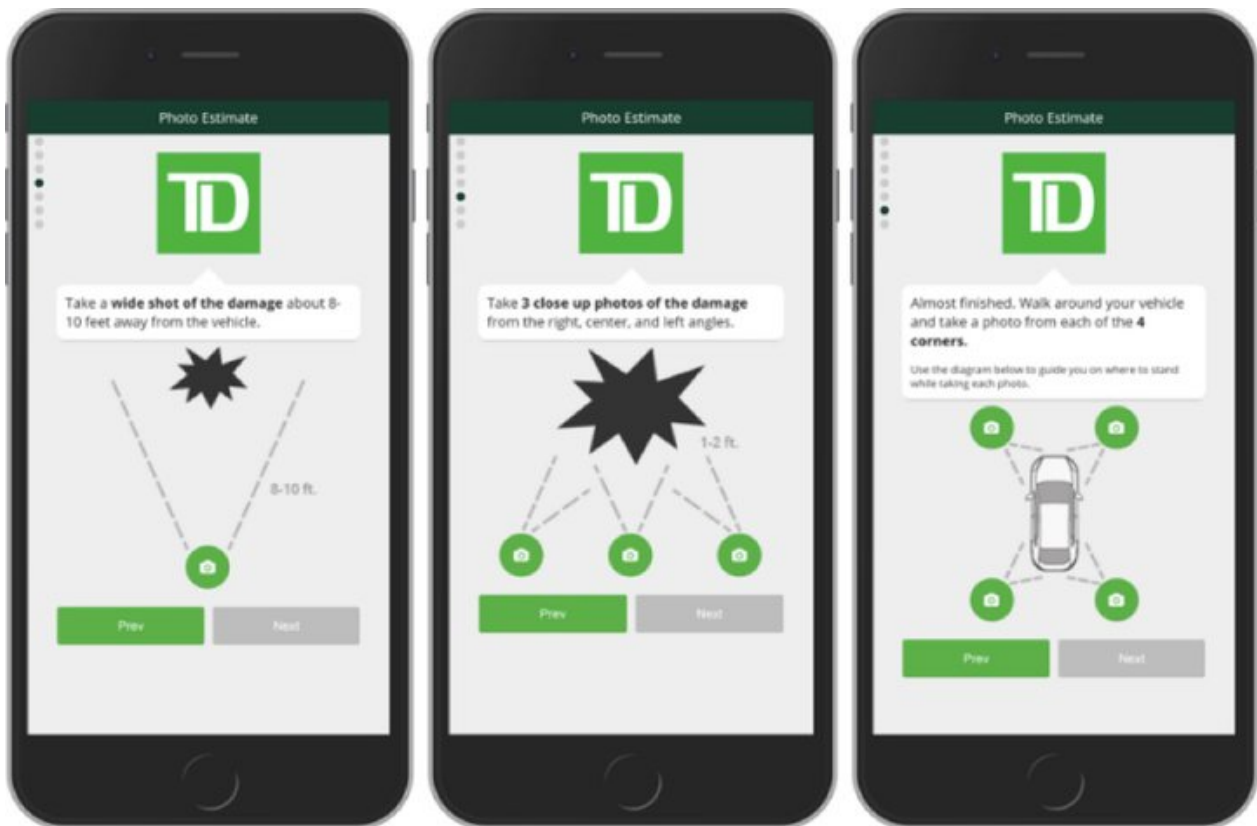 Photo Estimate
TD
Take a wide shot of the damage about 8-
10 feet away from the vehicle.
8-10 ft.
Prev
Next
Photo Estimate
TD
Take 3 close up photos of the damage
from the right, center, and left angles.
1-2 ft.
Prev
Next
Photo Estimate
TD
Almost finished. Walk around your vehicle
and take a photo from each of the 4
corners.
Use the diagram below to guide you on where to stand
while taking each photo.
Prev
Next